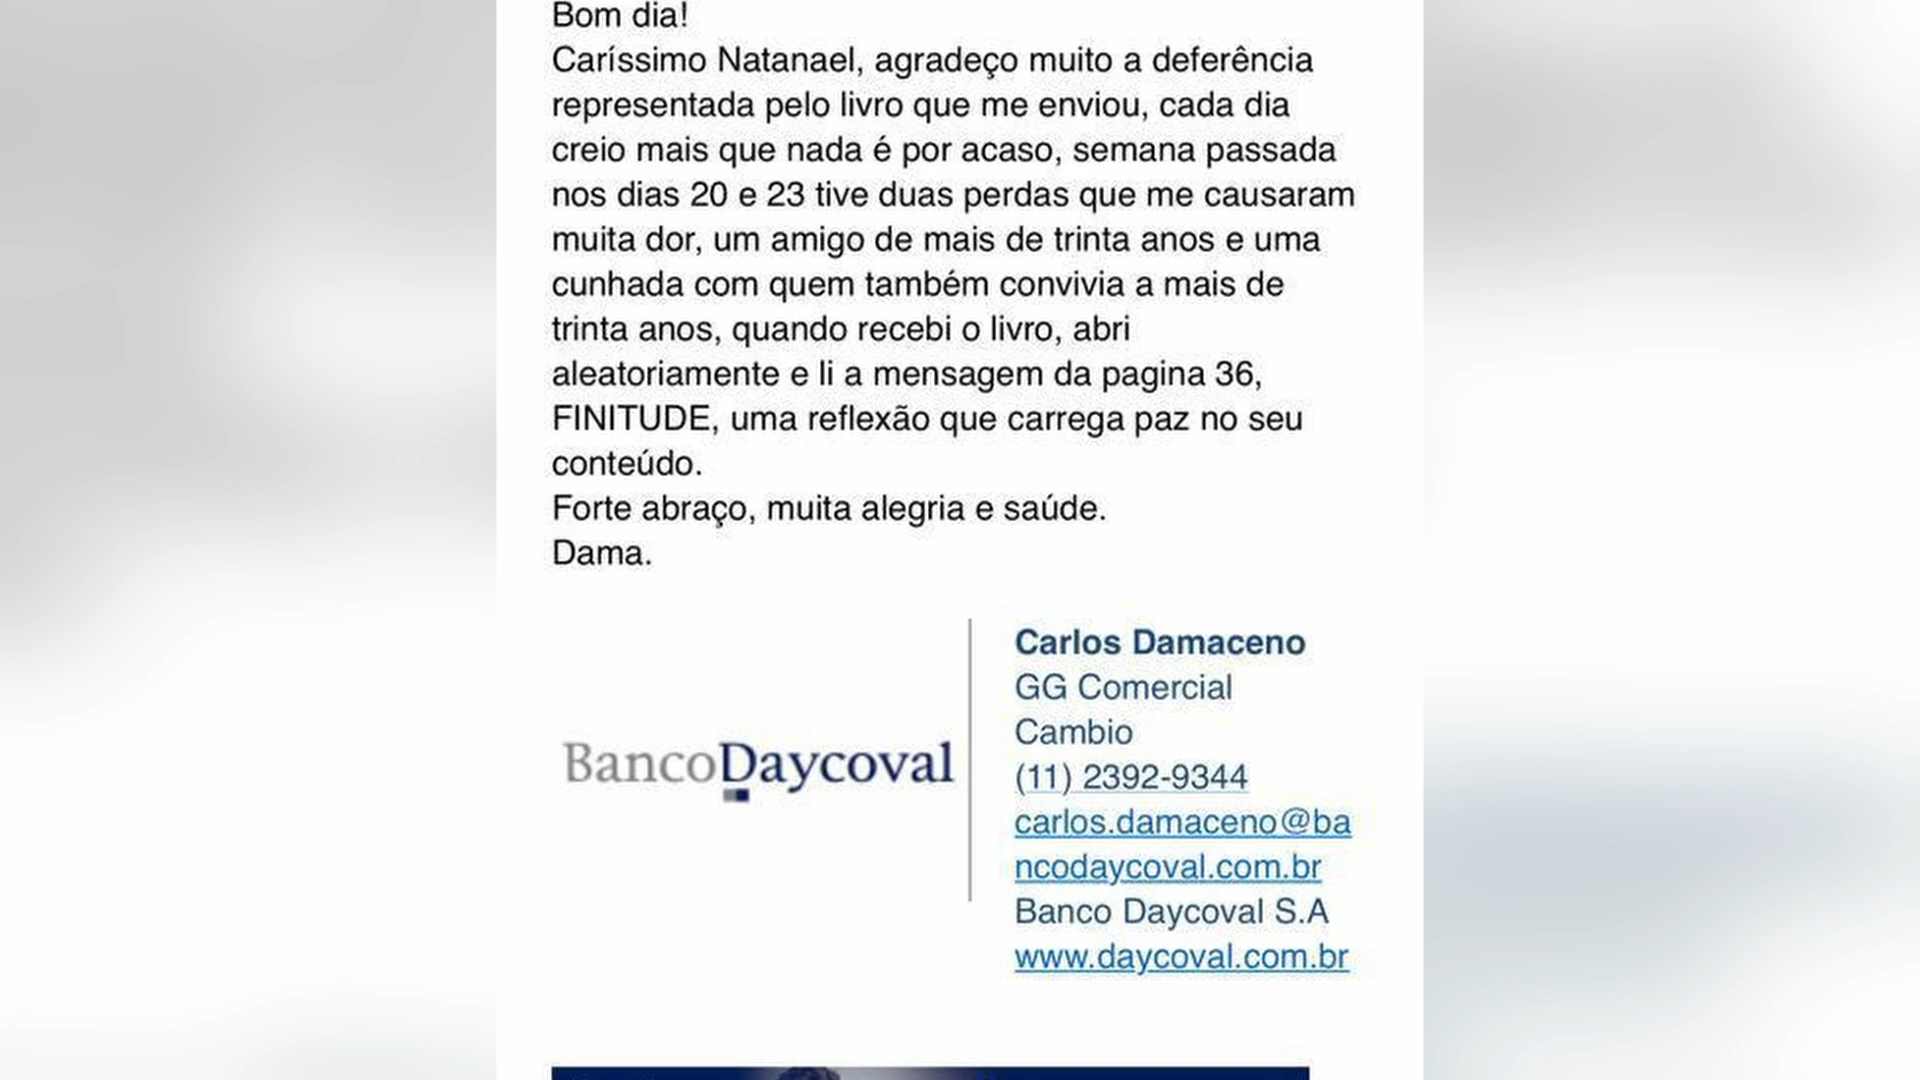 Bom dia!
Caríssimo Natanael, agradeço muito a deferência
representada pelo livro que me enviou, cada dia
creio mais que nada é por acaso, semana passada
nos dias 20 e 23 tive duas perdas que me causaram
muita dor, um amigo de mais de trinta anos e uma
cunhada com quem também convivia a mais de
trinta anos, quando recebi o livro, abri
aleatoriamente e li a mensagem da pagina 36,
FINITUDE, uma reflexão que carrega paz no seu
conteúdo.
Forte abraço, muita alegria e saúde.
Dama.
BancoDaycoval
Carlos Damaceno
GG Comercial
Cambio
(11) 2392-9344
carlos.damaceno@ba
ncodaycoval.com.br
Banco Daycoval S.A
www.daycoval.com.br